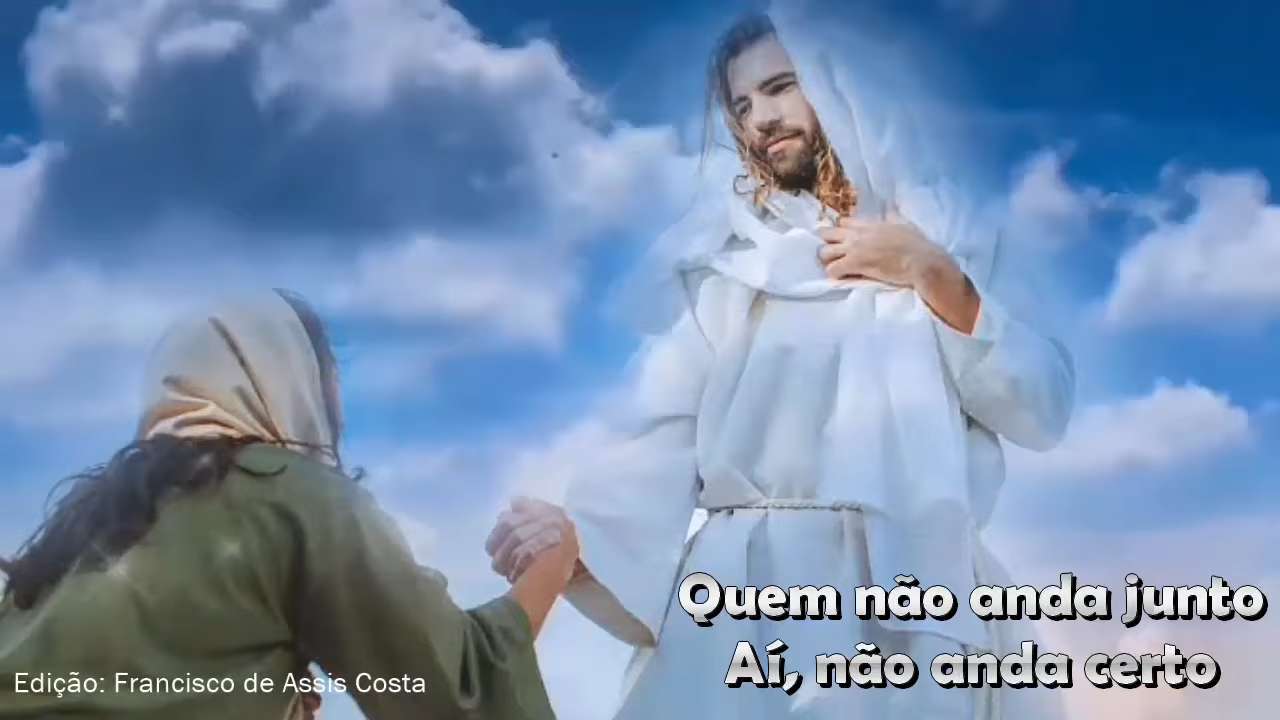 Quem não anda junto
Aí, não anda certo
Edição: Francisco de Assis Costa